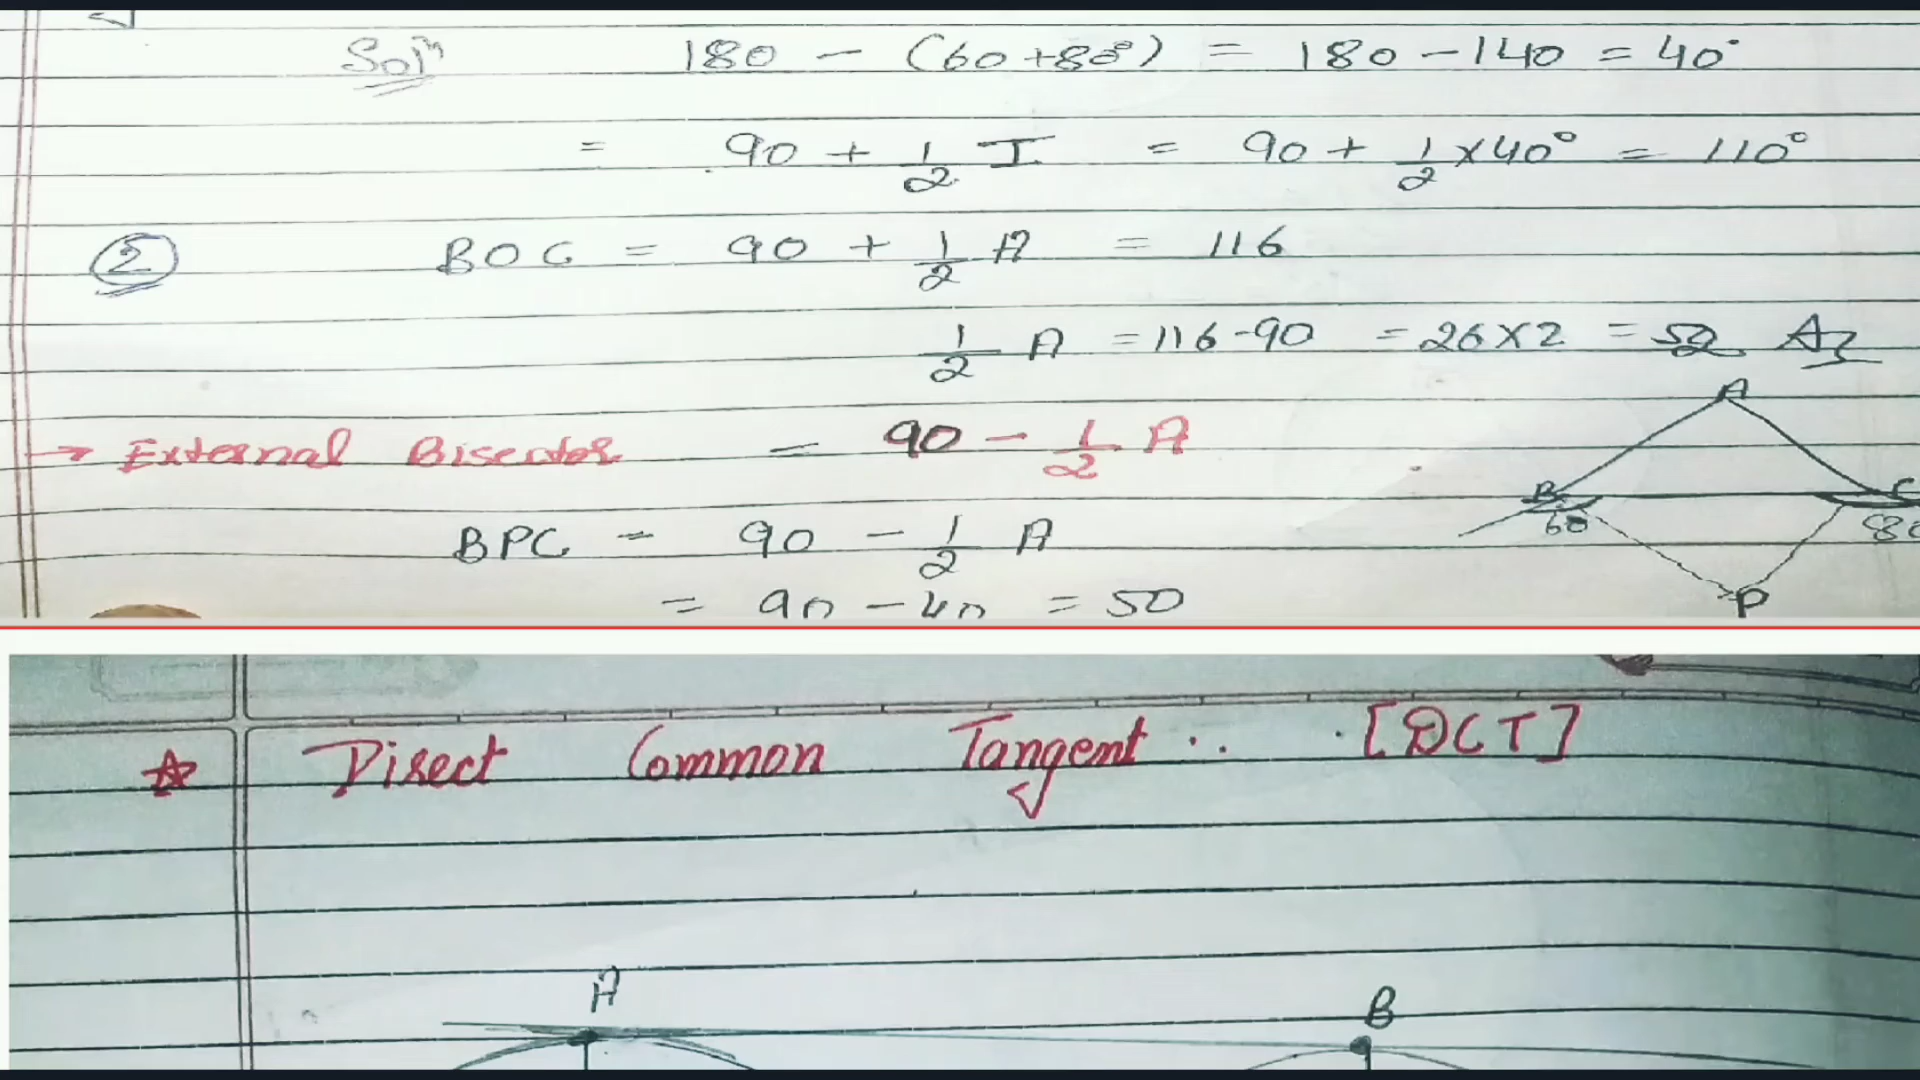 Solⁿ 180 - (60+80°) = 180 - 140 = 40°
= 90 + 1/2 I = 90 + 1/2 × 40° = 110°
② BOC = 90 + 1/2 A = 116
1/2 A = 116 - 90 = 26 × 2 = 52 Az
A
→ External Bisector = 90 - 1/2 A
B C
60 80
BPC = 90 - 1/2 A
= 90 - 40 = 50
P
☆ Direct Common Tangent .. . [DCT]
A B